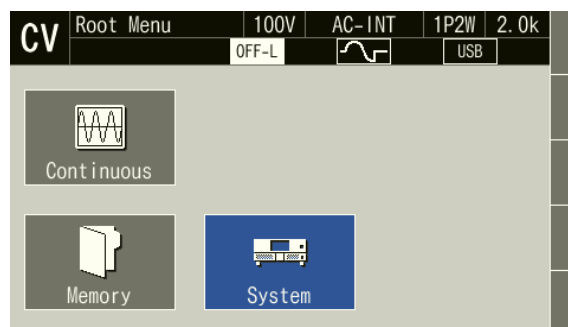 CV Root Menu 100V AC-INT 1P2W 2.0k
OFF-L USB
Continuous
Memory System